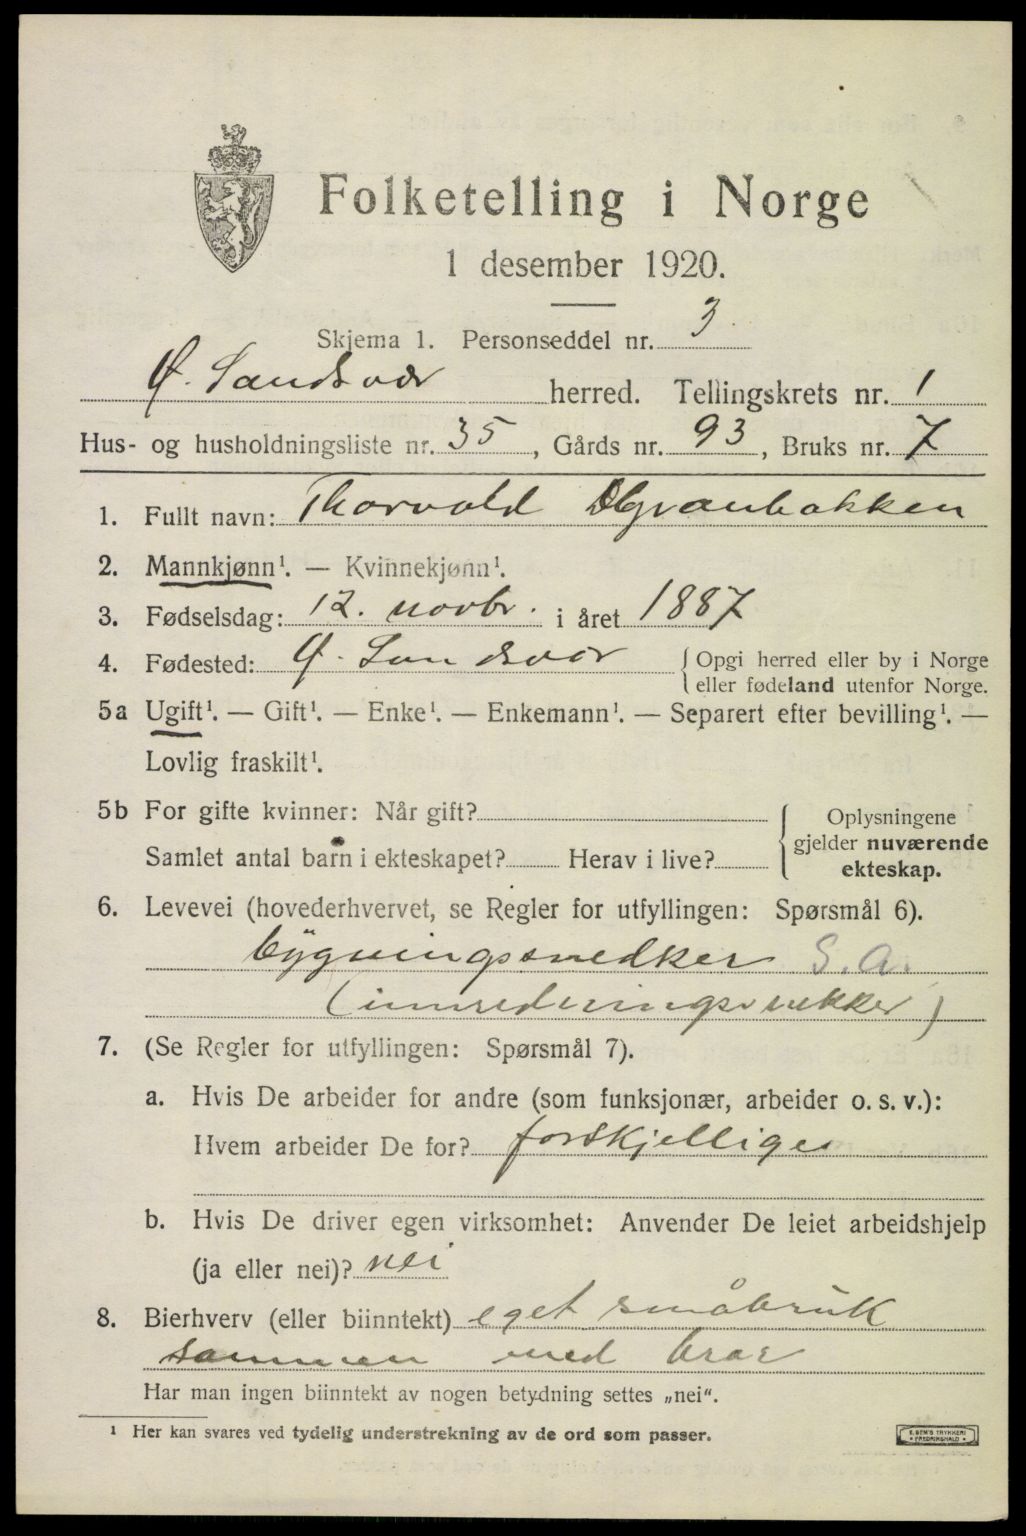 Folketelling i Norge
1 desember 1920.
Skjema 1. Personseddel nr. 3
Ø. Sandsvær herred. Tellingskrets nr. 1
Hus- og husholdningsliste nr. 35, Gårds nr. 93, Bruks nr. 7
1. Fullt navn: Thorvald Granbakken
2. Mannkjønn¹. — Kvinnekjønn¹.
3. Fødselsdag: 12. novbr. i året 1887
4. Fødested: Ø. Sandsvær { Opgi herred eller by i Norge
eller fødeland utenfor Norge.
5a Ugift¹. — Gift¹. — Enke¹. — Enkemann¹. — Separert efter bevilling¹. —
Lovlig fraskilt¹.
5b For gifte kvinner: Når gift?
Samlet antal barn i ekteskapet? Herav i live?
Oplysningene
gjelder nuværende
ekteskap.
6. Levevei (hovederhvervet, se Regler for utfyllingen: Spørsmål 6).
bygningssnedker S.A.
(innredningssnekker)
7. (Se Regler for utfyllingen: Spørsmål 7).
a. Hvis De arbeider for andre (som funksjonær, arbeider o. s. v.):
Hvem arbeider De for? forskjellige
b. Hvis De driver egen virksomhet: Anvender De leiet arbeidshjelp
(ja eller nei)? nei
8. Bierhverv (eller biinntekt) eget småbruk
sammen med bror
Har man ingen biinntekt av nogen betydning settes „nei“.
¹ Her kan svares ved tydelig understrekning av de ord som passer.
E. SEM'S TRYKKERI
FREDRIKSHALD